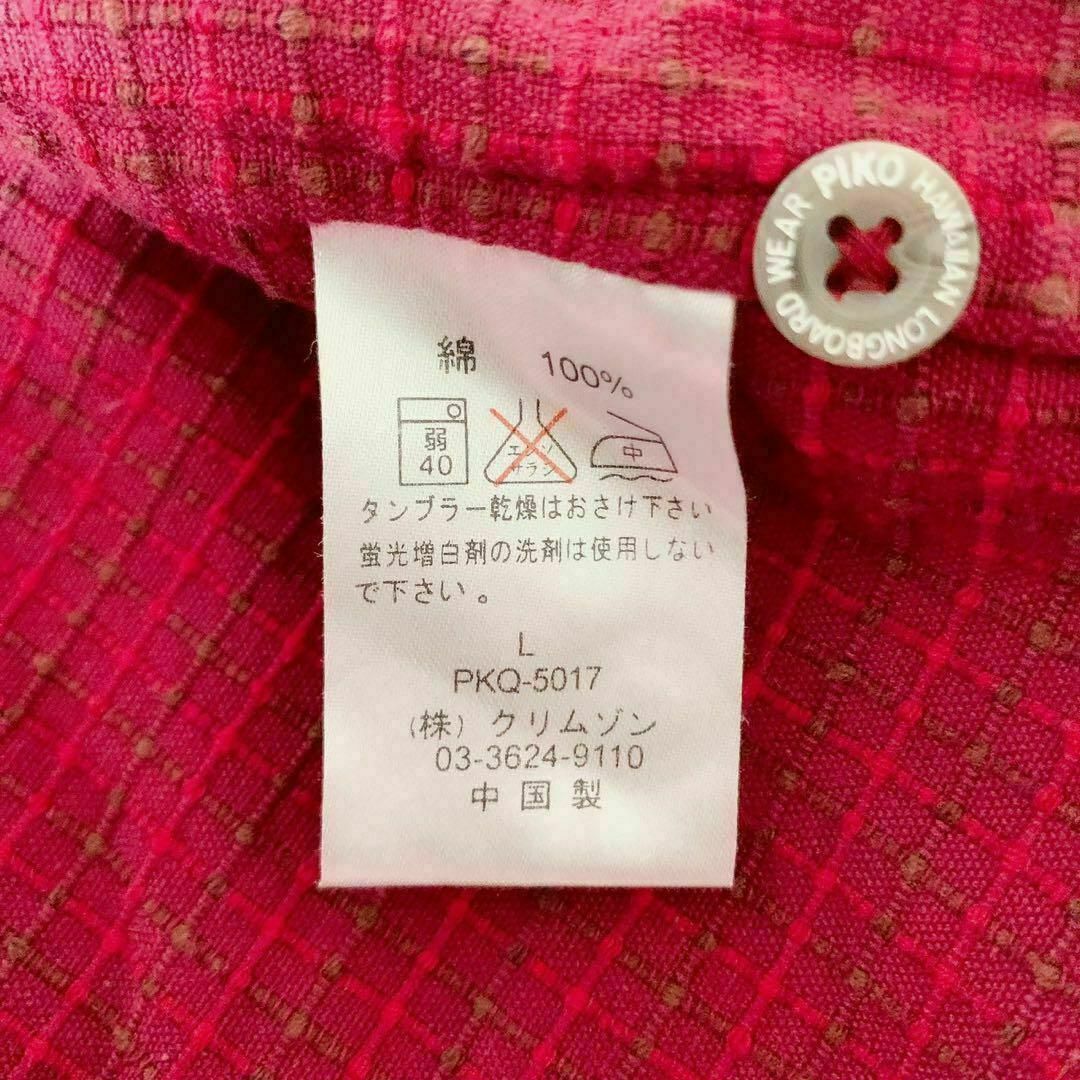 PIKO HAWAIIAN LONGBOARD WEAR
綿 100%
弱
40
エンソ
サラシ
中
タンブラー乾燥はおさけ下さい
蛍光増白剤の洗剤は使用しない
で下さい。
L
PKQ-5017
(株) クリムゾン
03-3624-9110
中国製